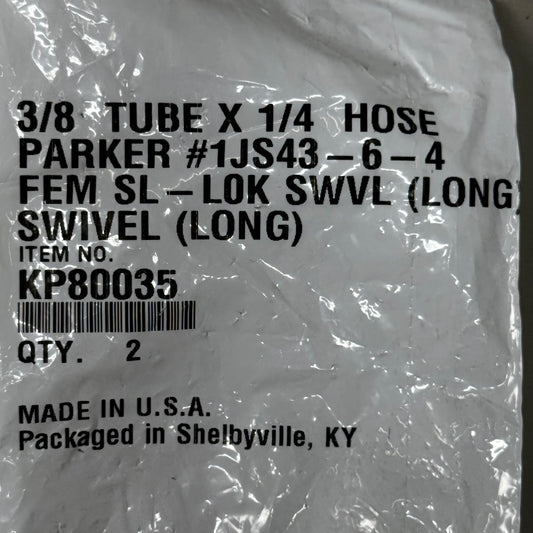 3/8 TUBE X 1/4 HOSE
PARKER #1JS43-6-4
FEM SL-LOK SWVL (LONG)
SWIVEL (LONG)
ITEM NO.
KP80035
QTY. 2
MADE IN U.S.A.
Packaged in Shelbyville, KY